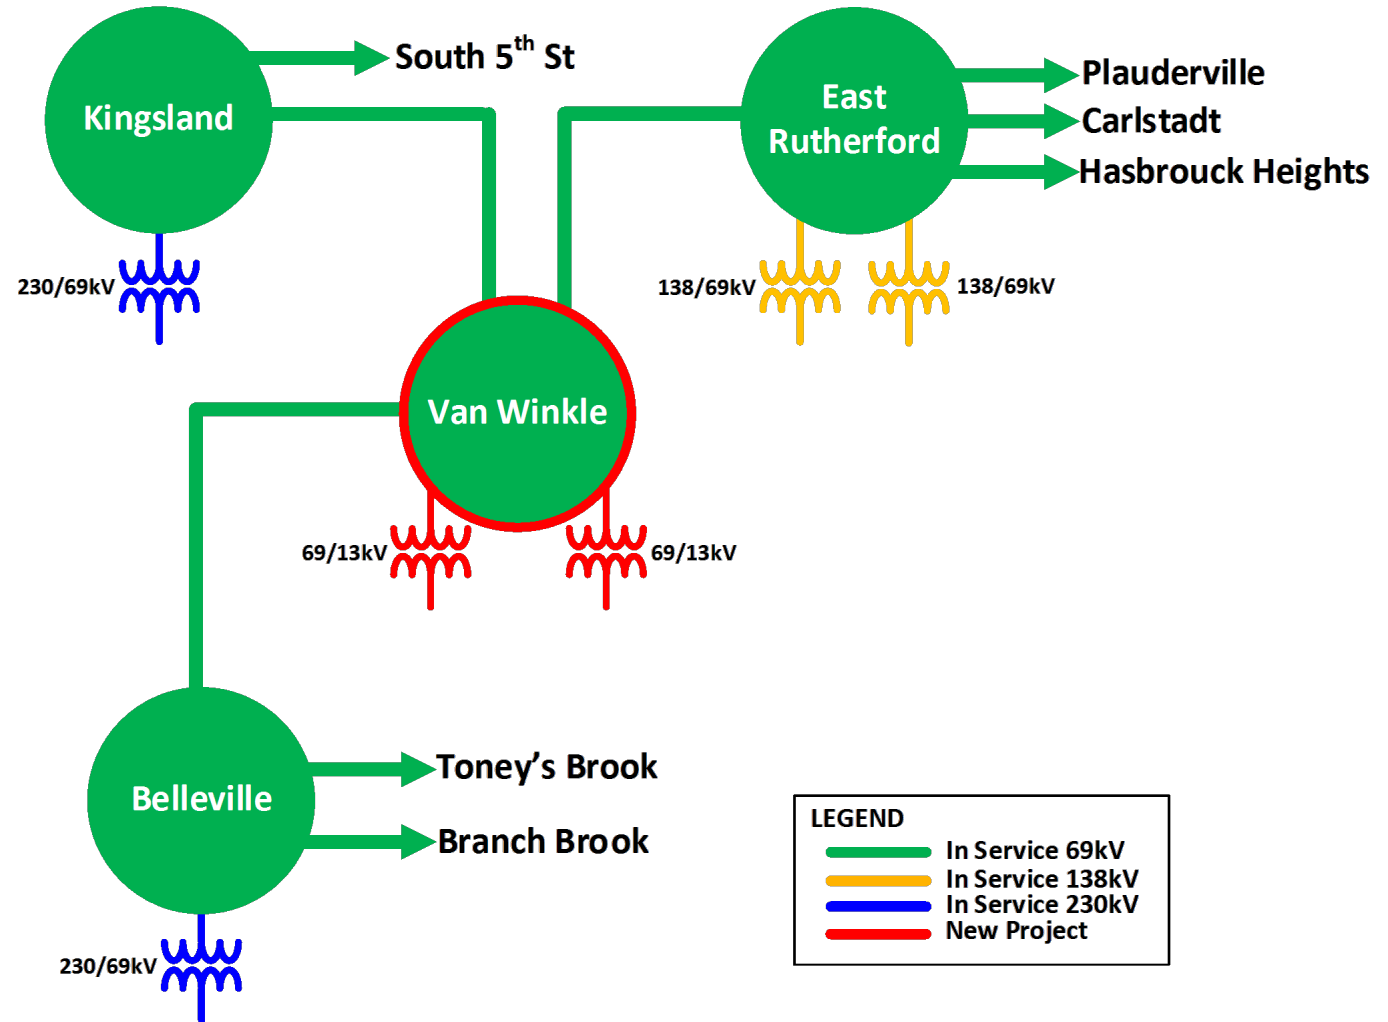 South 5th St
Kingsland
230/69kV
East
Rutherford
Plauderville
Carlstadt
Hasbrouck Heights
138/69kV
138/69kV
Van Winkle
69/13kV
69/13kV
Belleville
Toney’s Brook
Branch Brook
230/69kV
LEGEND
In Service 69kV
In Service 138kV
In Service 230kV
New Project